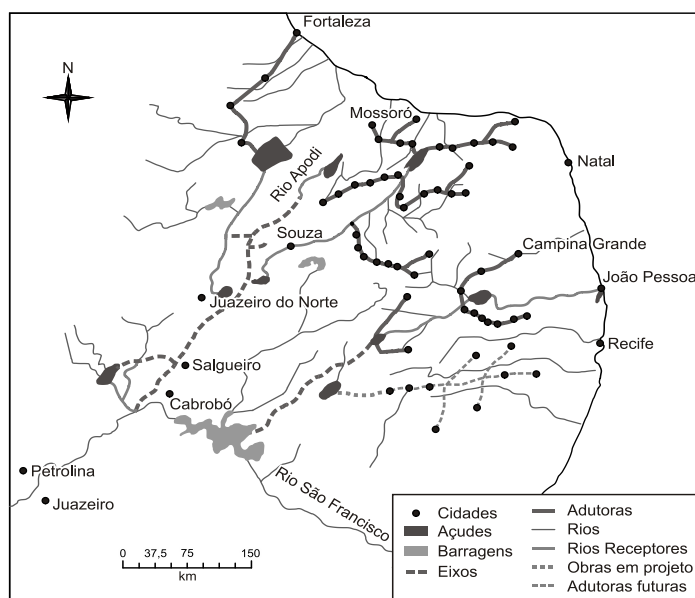 Fortaleza
N
Mossoró
Rio Apodi
Natal
Souza
Campina Grande
João Pessoa
Juazeiro do Norte
Recife
Salgueiro
Cabrobó
Petrolina
Rio São Francisco
Juazeiro
0 37,5 75 150
km
Cidades
Açudes
Barragens
Eixos
Adutoras
Rios
Rios Receptores
Obras em projeto
Adutoras futuras